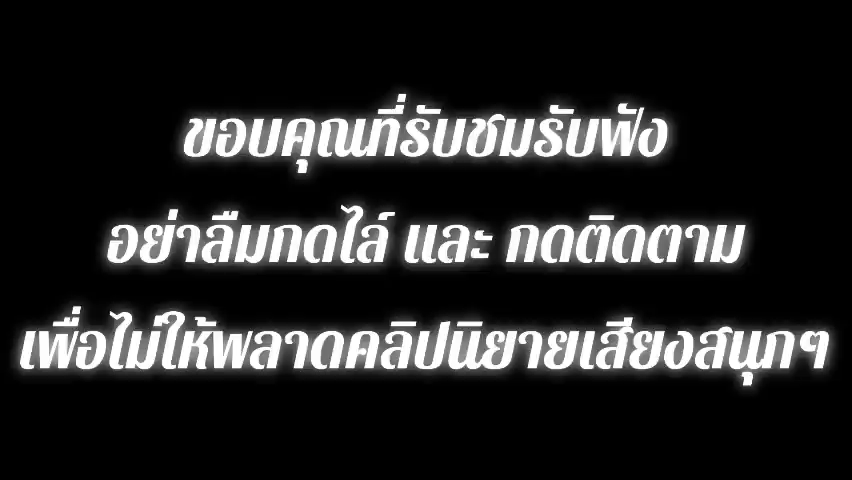 ขอบคุณที่รับชมรับฟัง
อย่าลืมกดไล์ และ กดติดตาม
เพื่อไม่ให้พลาดคลิปนิยายเสียงสนุกๆ